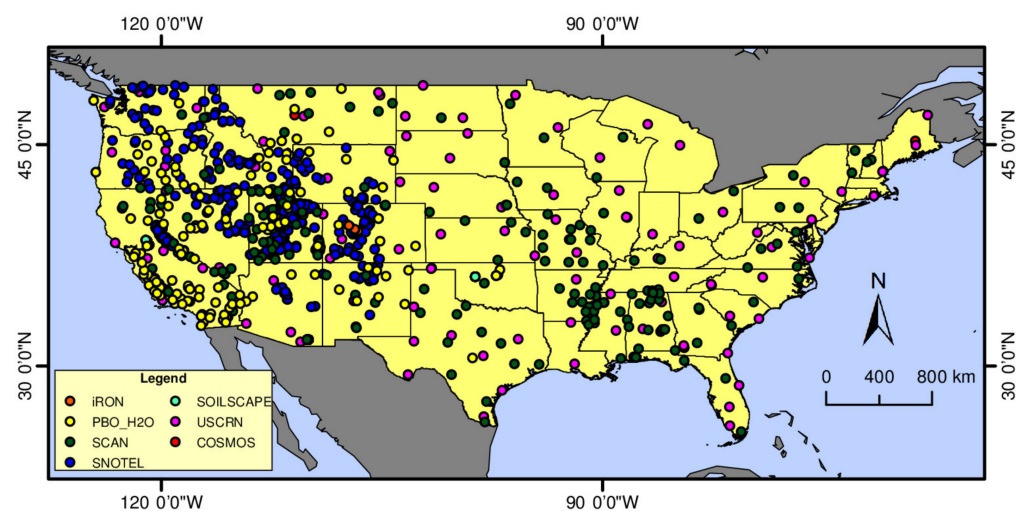 120 0'0"W 90 0'0"W
45 0'0"N 45 0'0"N
N
30 0'0"N 30 0'0"N
0 400 800 km
Legend
iRON SOILSCAPE
PBO_H2O USCRN
SCAN COSMOS
SNOTEL
120 0'0"W 90 0'0"W